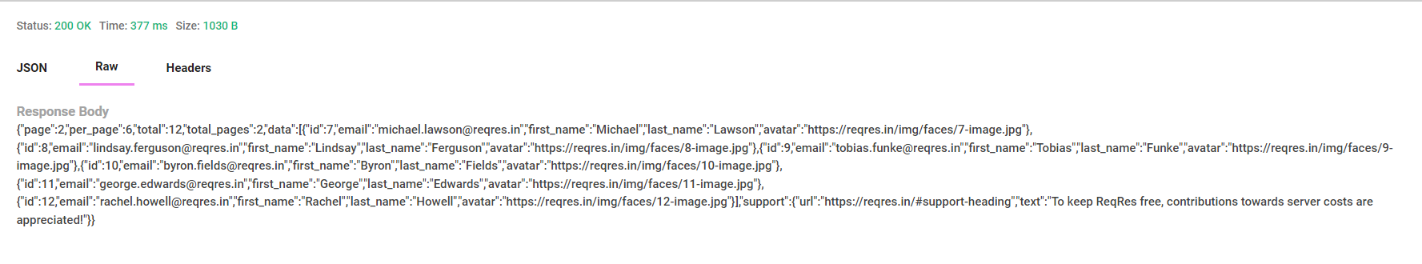 Status: 200 OK Time: 377 ms Size: 1030 B
JSON Raw Headers
Response Body
{"page":2,"per_page":6,"total":12,"total_pages":2,"data":[{"id":7,"email":"michael.lawson@reqres.in","first_name":"Michael","last_name":"Lawson","avatar":"https://reqres.in/img/faces/7-image.jpg"},
{"id":8,"email":"lindsay.ferguson@reqres.in","first_name":"Lindsay","last_name":"Ferguson","avatar":"https://reqres.in/img/faces/8-image.jpg"},{"id":9,"email":"tobias.funke@reqres.in","first_name":"Tobias","last_name":"Funke","avatar":"https://reqres.in/img/faces/9-
image.jpg"},{"id":10,"email":"byron.fields@reqres.in","first_name":"Byron","last_name":"Fields","avatar":"https://reqres.in/img/faces/10-image.jpg"},
{"id":11,"email":"george.edwards@reqres.in","first_name":"George","last_name":"Edwards","avatar":"https://reqres.in/img/faces/11-image.jpg"},
{"id":12,"email":"rachel.howell@reqres.in","first_name":"Rachel","last_name":"Howell","avatar":"https://reqres.in/img/faces/12-image.jpg"}],"support":{"url":"https://reqres.in/#support-heading","text":"To keep ReqRes free, contributions towards server costs are
appreciated!"}}